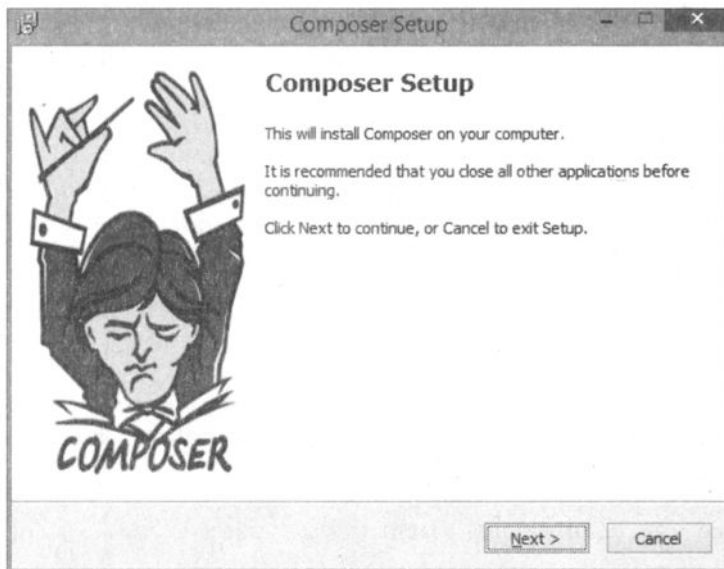 Composer Setup
Composer Setup
This will install Composer on your computer.
It is recommended that you close all other applications before
continuing.
Click Next to continue, or Cancel to exit Setup.
COMPOSER
Next >
Cancel